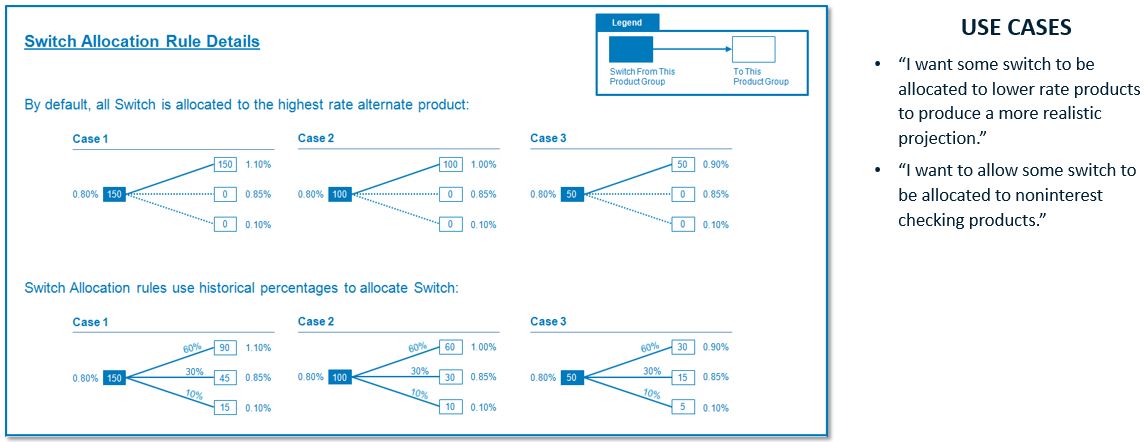 Switch Allocation Rule Details
Legend
Switch From This
Product Group
To This
Product Group
By default, all Switch is allocated to the highest rate alternate product:
Case 1
0.80% 150
150 1.10%
0 0.85%
0 0.10%
Case 2
0.80% 100
100 1.00%
0 0.85%
0 0.10%
Case 3
0.80% 50
50 0.90%
0 0.85%
0 0.10%
Switch Allocation rules use historical percentages to allocate Switch:
Case 1
0.80% 150
60% 90 1.10%
30% 45 0.85%
10% 15 0.10%
Case 2
0.80% 100
60% 60 1.00%
30% 30 0.85%
10% 10 0.10%
Case 3
0.80% 50
60% 30 0.90%
30% 15 0.85%
10% 5 0.10%
USE CASES
• “I want some switch to be
allocated to lower rate products
to produce a more realistic
projection.”
• “I want to allow some switch to
be allocated to noninterest
checking products.”